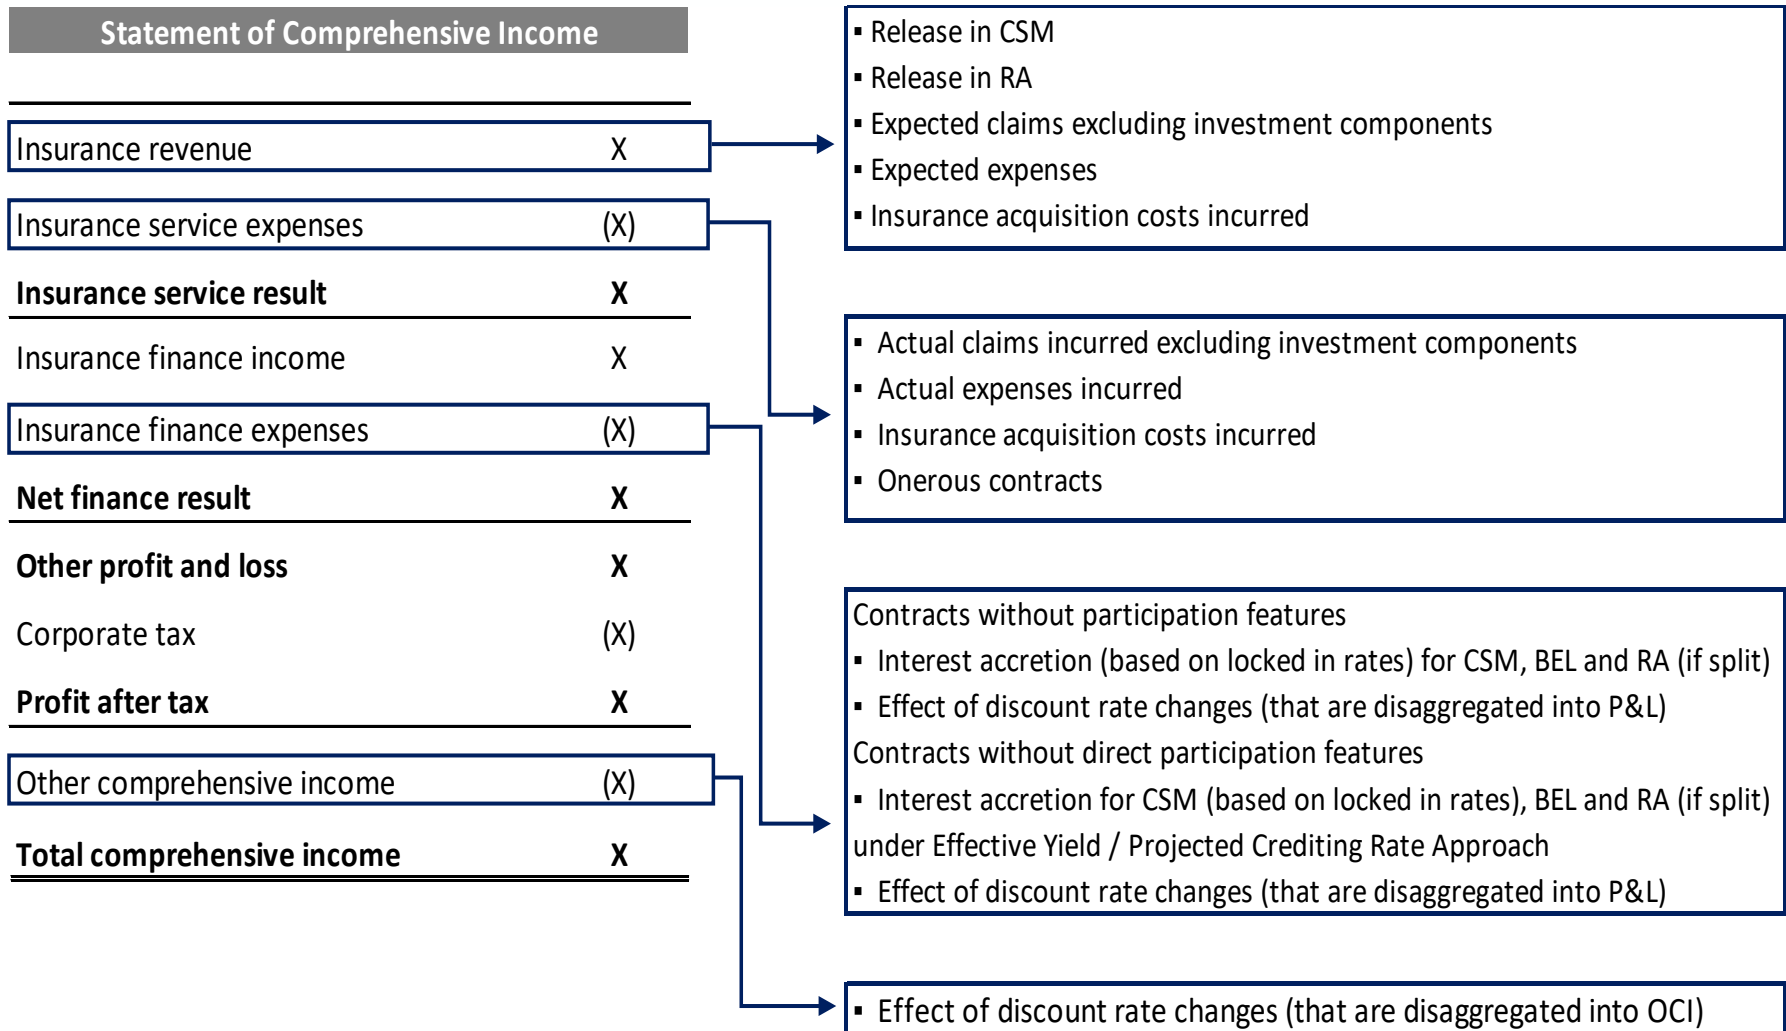 Statement of Comprehensive Income
Insurance revenue X
Insurance service expenses (X)
Insurance service result X
Insurance finance income X
Insurance finance expenses (X)
Net finance result X
Other profit and loss X
Corporate tax (X)
Profit after tax X
Other comprehensive income (X)
Total comprehensive income X
▪ Release in CSM
▪ Release in RA
▪ Expected claims excluding investment components
▪ Expected expenses
▪ Insurance acquisition costs incurred
▪ Actual claims incurred excluding investment components
▪ Actual expenses incurred
▪ Insurance acquisition costs incurred
▪ Onerous contracts
Contracts without participation features
▪ Interest accretion (based on locked in rates) for CSM, BEL and RA (if split)
▪ Effect of discount rate changes (that are disaggregated into P&L)
Contracts without direct participation features
▪ Interest accretion for CSM (based on locked in rates), BEL and RA (if split)
under Effective Yield / Projected Crediting Rate Approach
▪ Effect of discount rate changes (that are disaggregated into P&L)
▪ Effect of discount rate changes (that are disaggregated into OCI)